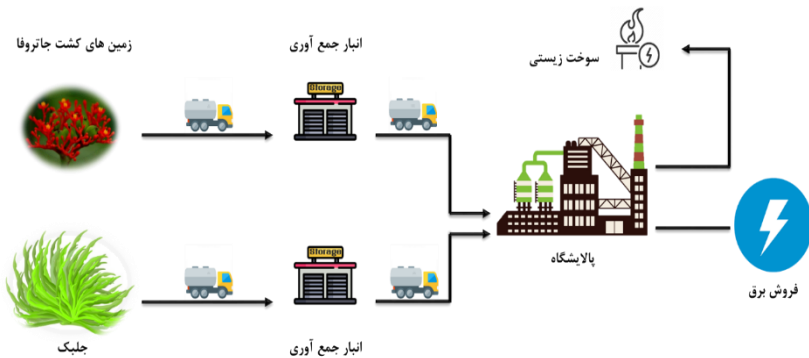 زمین های کشت جاتروفا
انبار جمع آوری
سوخت زیستی
Storage
پالایشگاه
Storage
فروش برق
جلبک
انبار جمع آوری